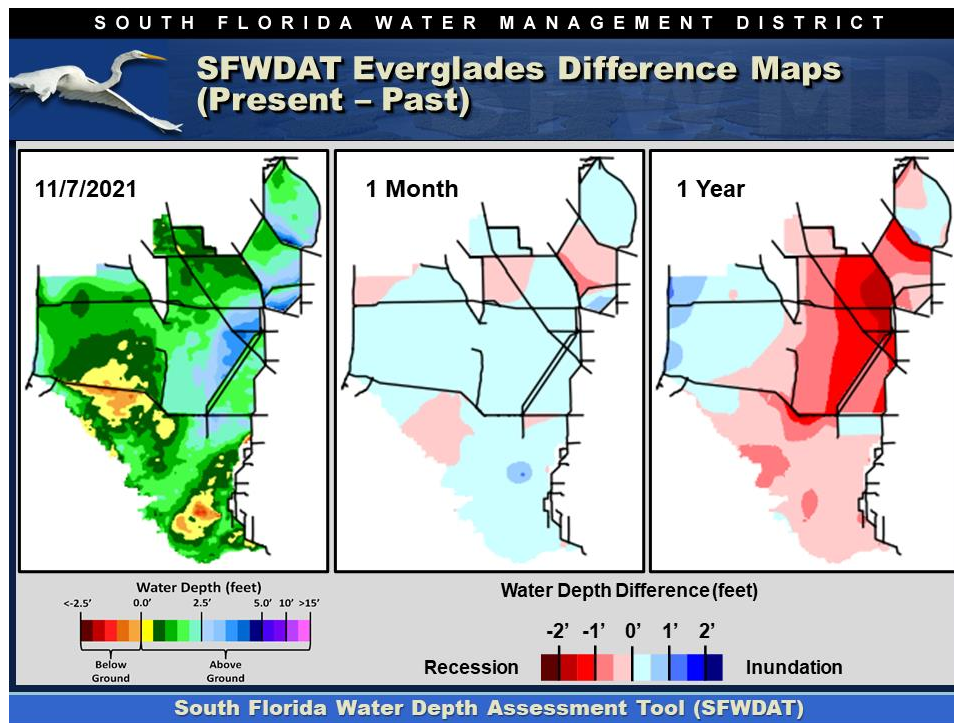 SOUTH FLORIDA WATER MANAGEMENT DISTRICT
SFWDAT Everglades Difference Maps
(Present – Past)
11/7/2021
1 Month
1 Year
Water Depth (feet)
<-2.5' 0.0' 2.5' 5.0' 10' >15'
Below
Ground
Above
Ground
Water Depth Difference (feet)
-2' -1' 0' 1' 2'
Recession
Inundation
South Florida Water Depth Assessment Tool (SFWDAT)